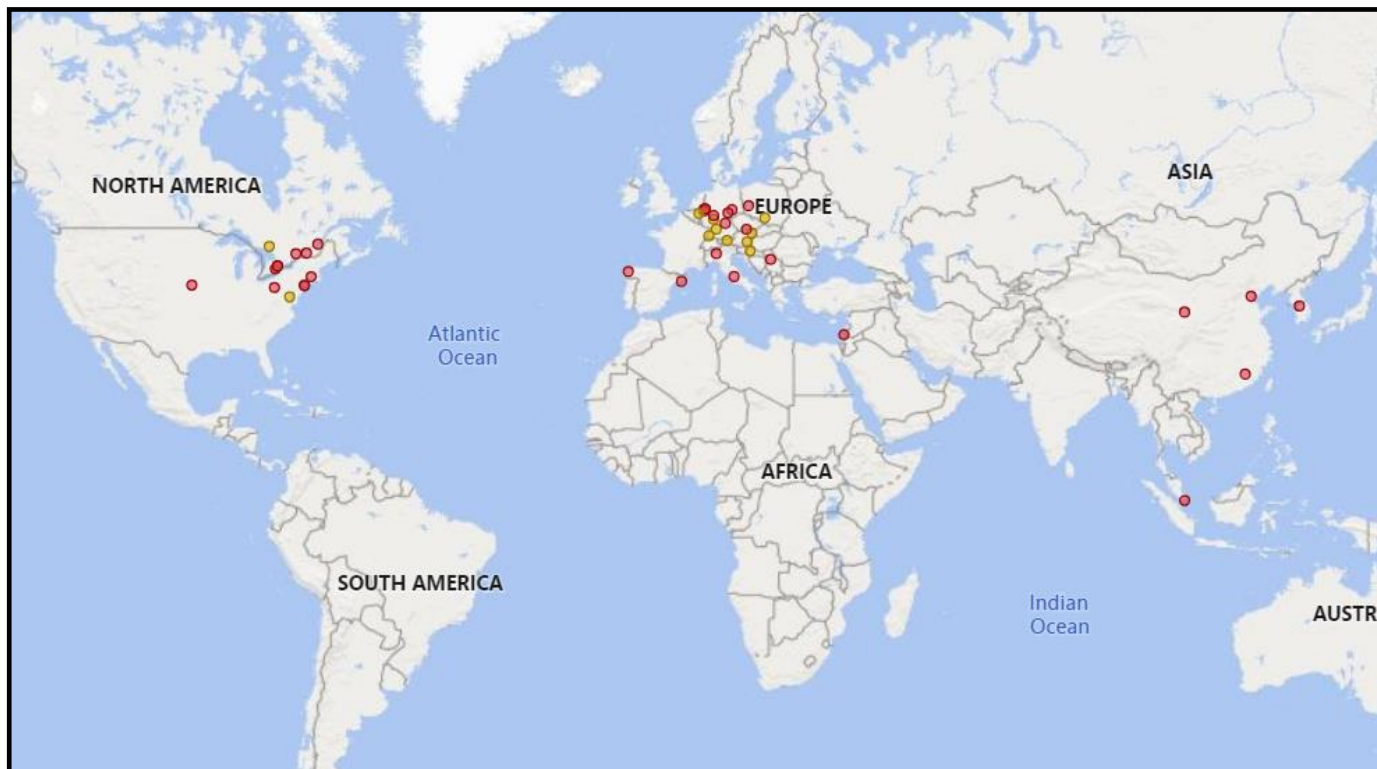 NORTH AMERICA
ASIA
EUROPE
Atlantic
Ocean
AFRICA
SOUTH AMERICA
Indian
Ocean
AUSTR